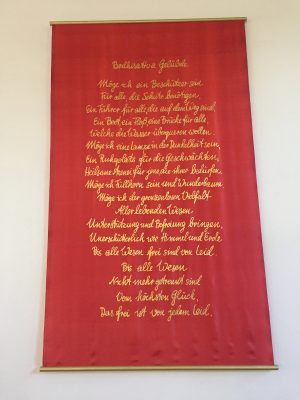 Bodhisattva Gelübde
Möge ich ein Beschützer sein
Für alle, die Schutz benötigen,
Ein Führer für alle, die auf dem Weg sind,
Ein Boot, ein Floß, eine Brücke für alle,
Welche die Wasser überqueren wollen.
Möge ich eine Lampe in der Dunkelheit sein,
Ein Ruheplatz für die Geschwächten,
Heilsame Arznei für jene, die ihrer bedürfen,
Möge ich Füllhorn sein und Wunderbaum.
Möge ich der grenzenlosen Vielfalt
Aller lebenden Wesen
Unterstützung und Befreiung bringen,
Unerschütterlich wie Himmel und Erde,
Bis alle Wesen frei sind von Leid.
Bis alle Wesen
Nicht mehr getrennt sind
Vom höchsten Glück,
Das frei ist von jedem Leid.